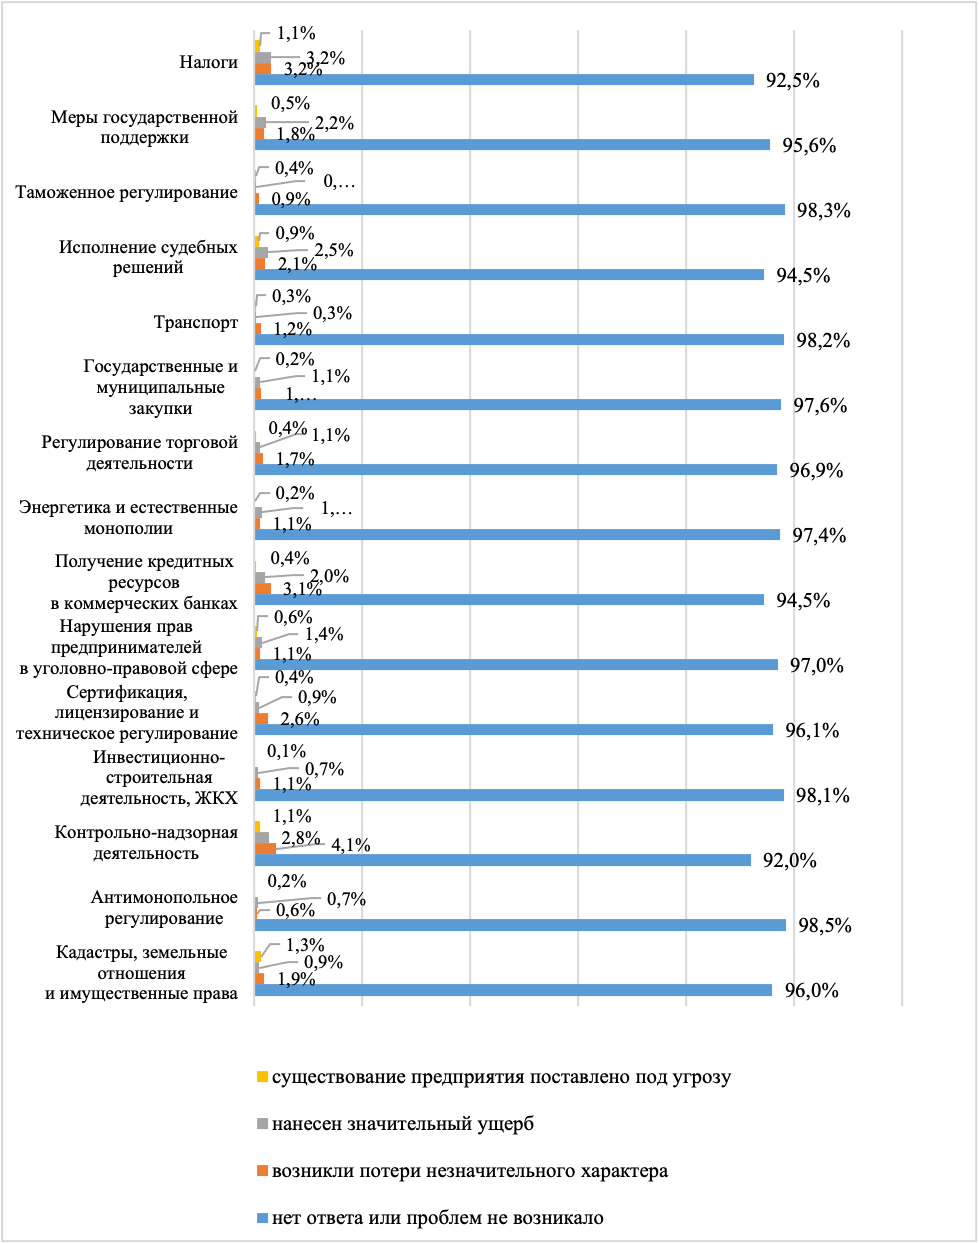 1,1%
Налоги
3,2%
3,2%
92,5%
Меры государственной
поддержки
0,5%
2,2%
1,8%
95,6%
Таможенное регулирование
0,4%
0,...
0,9%
98,3%
Исполнение судебных
решений
0,9%
2,5%
2,1%
94,5%
Транспорт
0,3%
0,3%
1,2%
98,2%
Государственные и
муниципальные
закупки
0,2%
1,1%
1,...
97,6%
Регулирование торговой
деятельности
0,4%
1,1%
1,7%
96,9%
Энергетика и естественные
монополии
0,2%
1,...
1,1%
97,4%
Получение кредитных
ресурсов
в коммерческих банках
0,4%
2,0%
3,1%
94,5%
Нарушения прав
предпринимателей
в уголовно-правовой сфере
0,6%
1,4%
1,1%
97,0%
Сертификация,
лицензирование и
техническое регулирование
0,4%
0,9%
2,6%
96,1%
Инвестиционно-
строительная
деятельность, ЖКХ
0,1%
0,7%
1,1%
98,1%
Контрольно-надзорная
деятельность
1,1%
2,8%
4,1%
92,0%
Антимонопольное
регулирование
0,2%
0,7%
0,6%
98,5%
Кадастры, земельные
отношения
и имущественные права
1,3%
0,9%
1,9%
96,0%
существование предприятия поставлено под угрозу
нанесен значительный ущерб
возникли потери незначительного характера
нет ответа или проблем не возникало